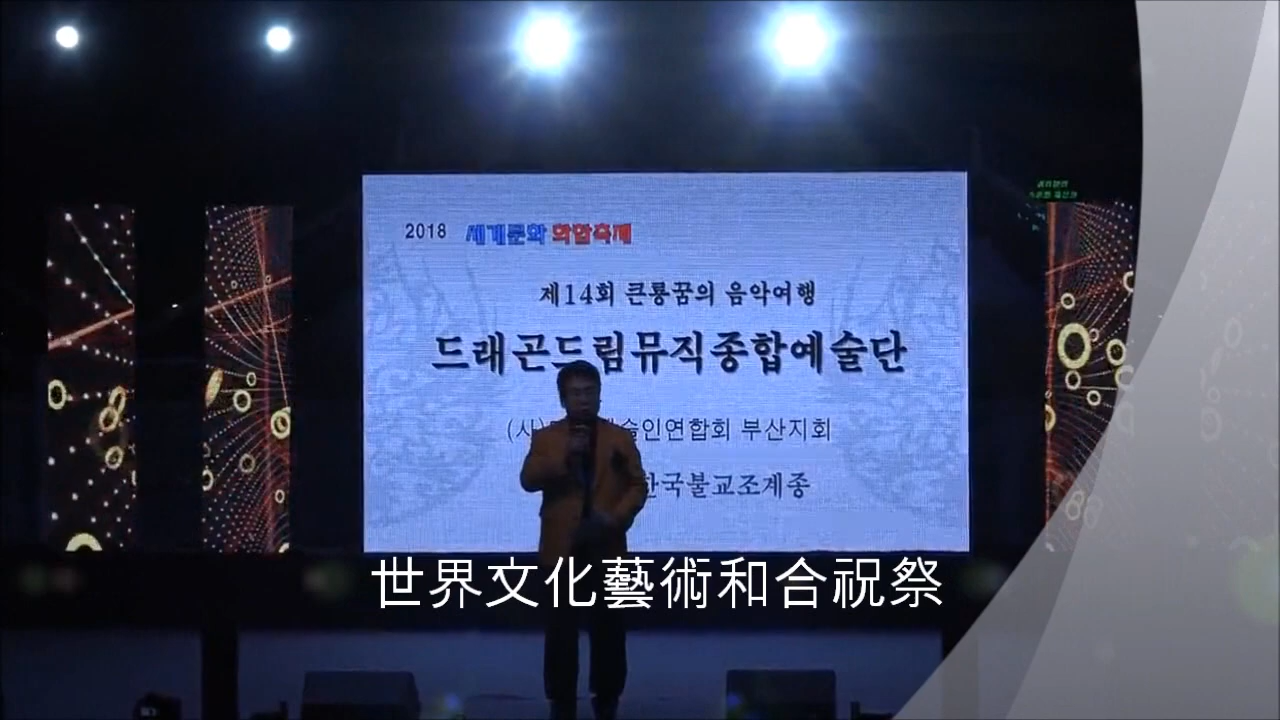 2018 세계문화 화합축제
제14회 큰룡꿈의 음악여행
드래곤드림뮤직종합예술단
(사) 술인연합회 부산지회
한국불교조계종
世界文化藝術和合祝祭